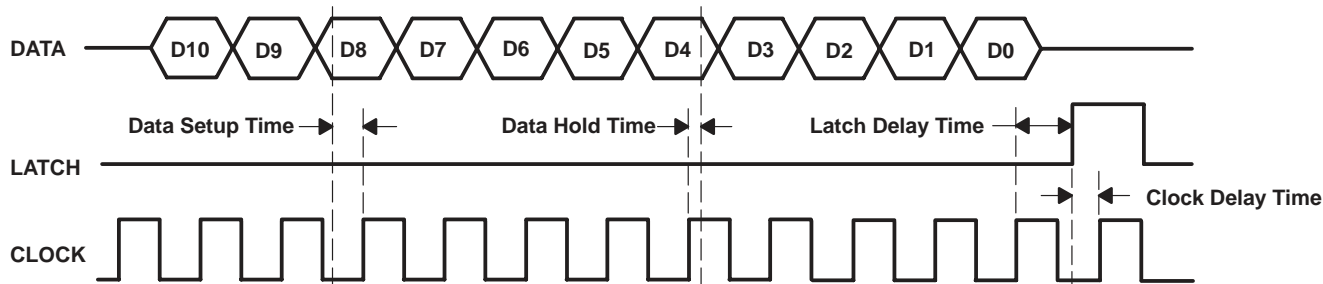 DATA D10 D9 D8 D7 D6 D5 D4 D3 D2 D1 D0
Data Setup Time Data Hold Time Latch Delay Time
LATCH
Clock Delay Time
CLOCK